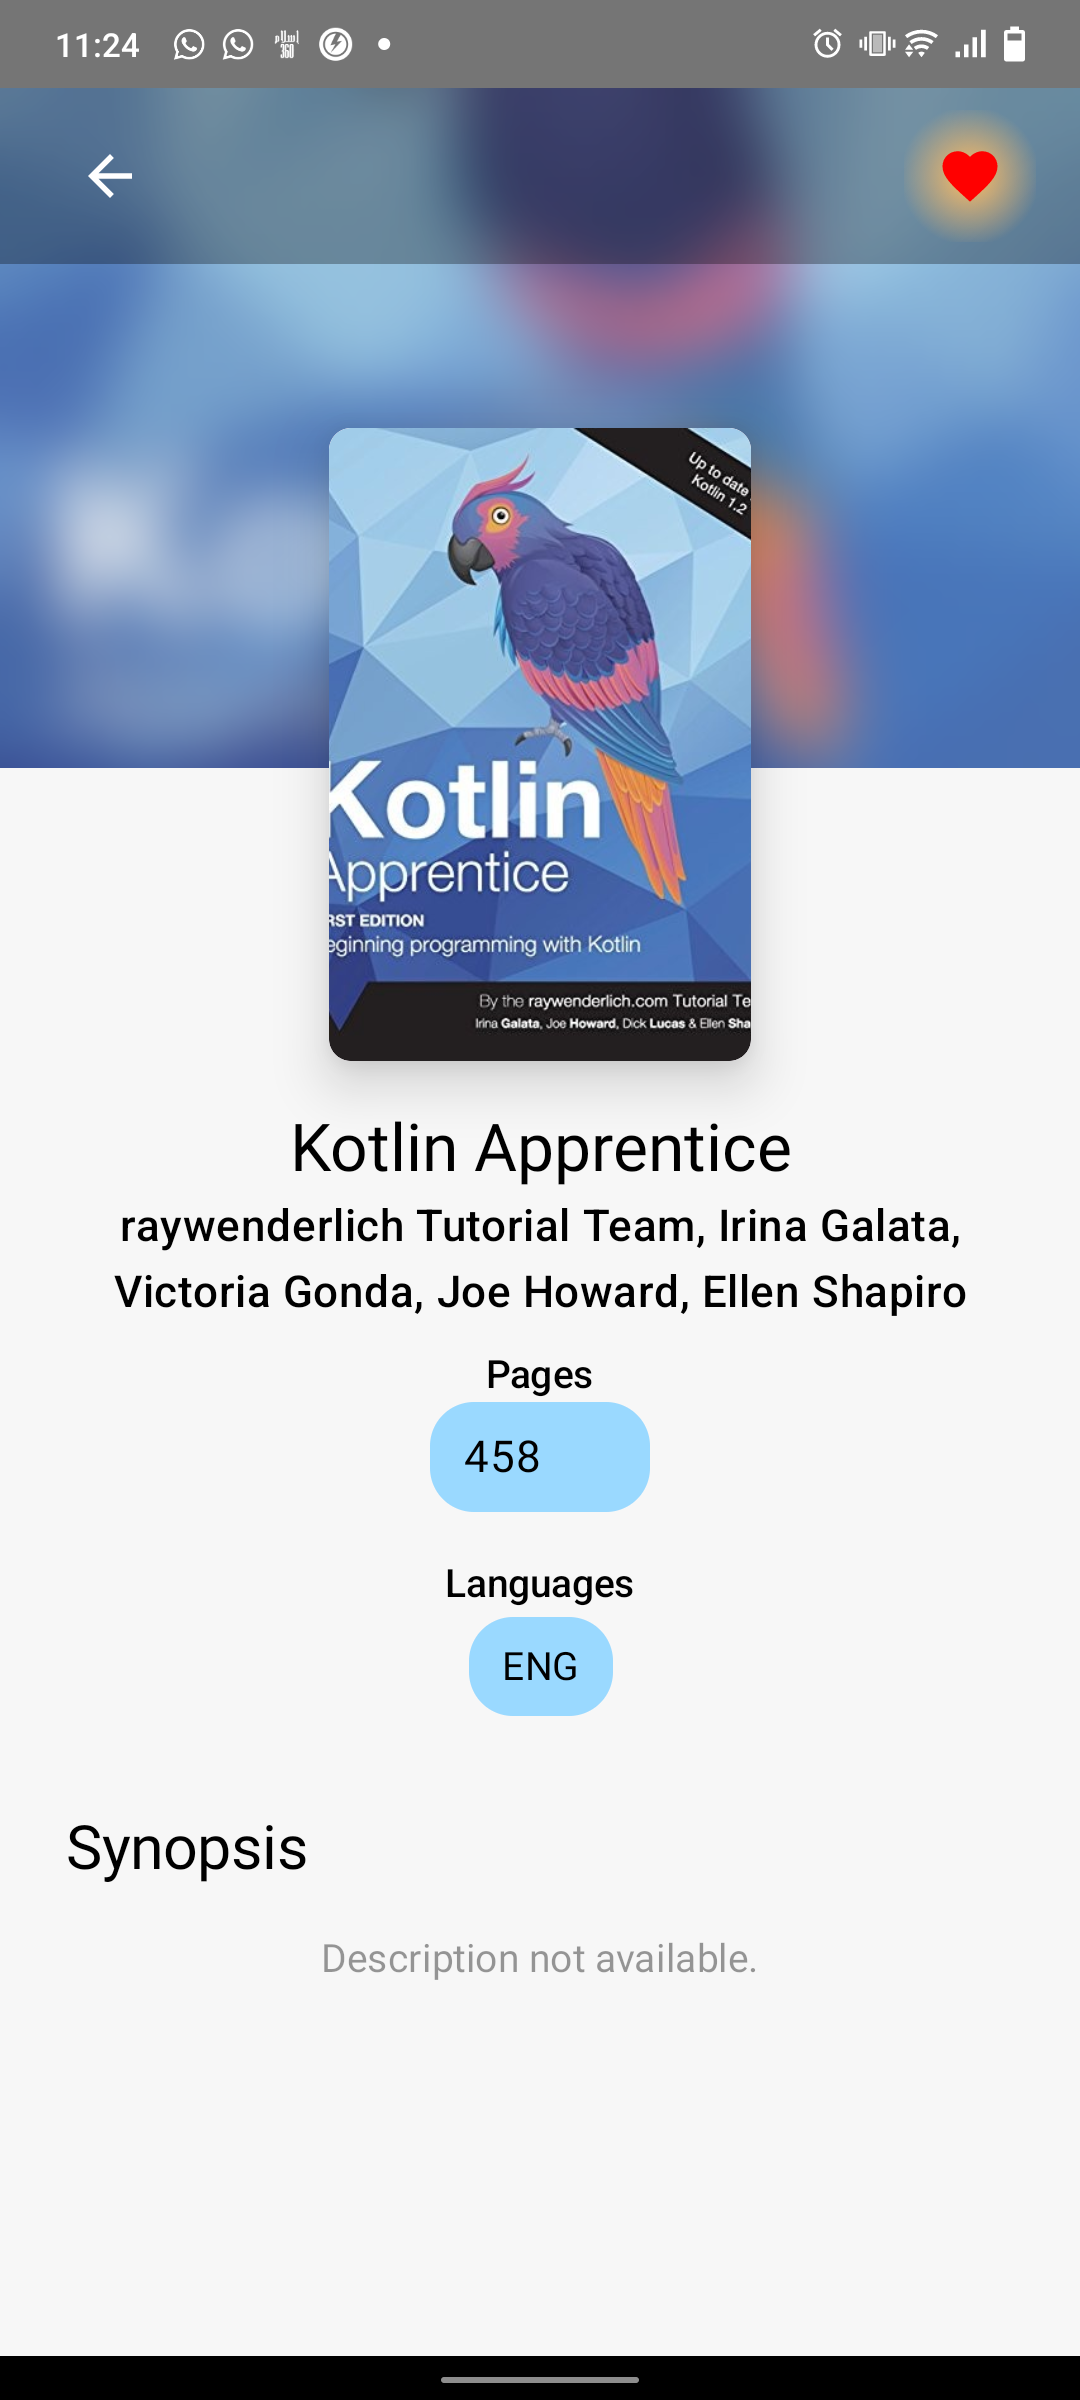 11:24
اسلام
360
Up to date
Kotlin 1.2
Kotlin
Apprentice
RST EDITION
eginning programming with Kotlin
By the raywenderlich.com Tutorial Te
Irina Galata, Joe Howard, Dick Lucas & Ellen Sha
Kotlin Apprentice
raywenderlich Tutorial Team, Irina Galata,
Victoria Gonda, Joe Howard, Ellen Shapiro
Pages
458
Languages
ENG
Synopsis
Description not available.